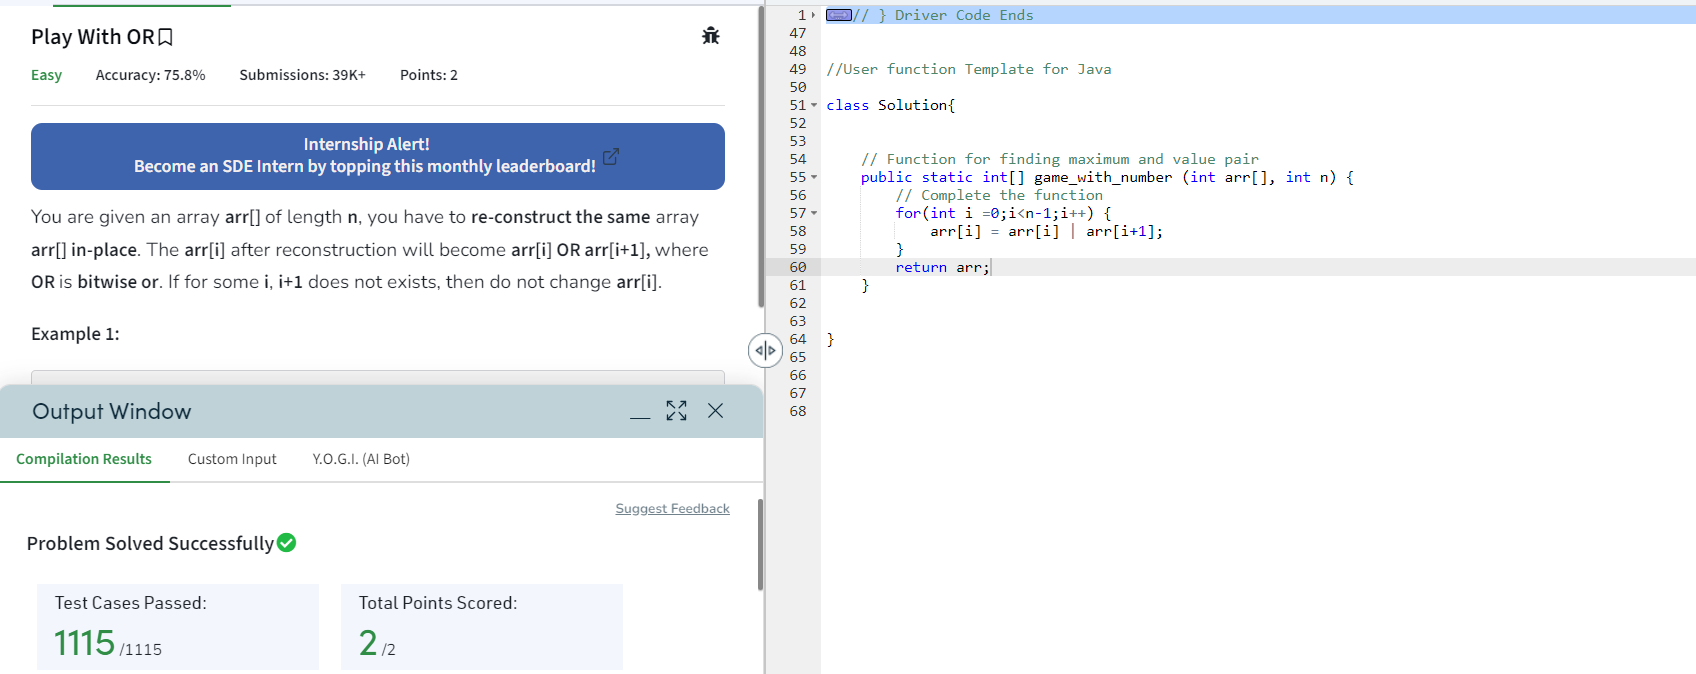 Play With OR
Easy Accuracy: 75.8% Submissions: 39K+ Points: 2
Internship Alert!
Become an SDE Intern by topping this monthly leaderboard!
You are given an array arr[] of length n, you have to re-construct the same array
arr[] in-place. The arr[i] after reconstruction will become arr[i] OR arr[i+1], where
OR is bitwise or. If for some i, i+1 does not exists, then do not change arr[i].
Example 1:
Output Window
Compilation Results Custom Input Y.O.G.I. (AI Bot)
Suggest Feedback
Problem Solved Successfully
Test Cases Passed: Total Points Scored:
1115 /1115 2 /2
1 // } Driver Code Ends
47
48
49 //User function Template for Java
50
51 class Solution{
52
53
54 // Function for finding maximum and value pair
55 public static int[] game_with_number (int arr[], int n) {
56 // Complete the function
57 for(int i =0;i<n-1;i++) {
58 arr[i] = arr[i] | arr[i+1];
59 }
60 return arr;
61 }
62
63
64 }
65
66
67
68